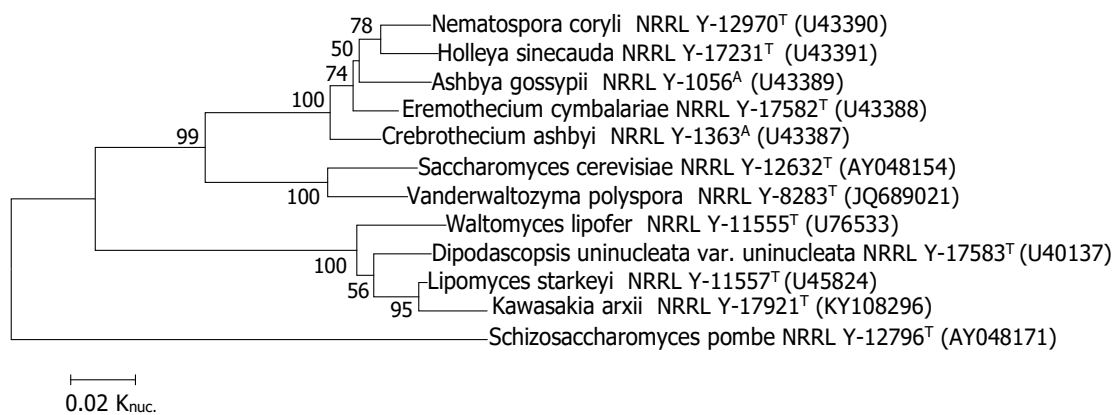 78 Nematospora coryli NRRL Y-12970ᵀ (U43390)
50 Holleya sinecauda NRRL Y-17231ᵀ (U43391)
74 Ashbya gossypii NRRL Y-1056ᴬ (U43389)
100 Eremothecium cymbalariae NRRL Y-17582ᵀ (U43388)
99 Crebrothecium ashbyi NRRL Y-1363ᴬ (U43387)
Saccharomyces cerevisiae NRRL Y-12632ᵀ (AY048154)
100 Vanderwaltozyma polyspora NRRL Y-8283ᵀ (JQ689021)
Waltomyces lipofer NRRL Y-11555ᵀ (U76533)
100 Dipodascopsis uninucleata var. uninucleata NRRL Y-17583ᵀ (U40137)
56 Lipomyces starkeyi NRRL Y-11557ᵀ (U45824)
95 Kawasakia arxii NRRL Y-17921ᵀ (KY108296)
Schizosaccharomyces pombe NRRL Y-12796ᵀ (AY048171)
0.02 Knuc.